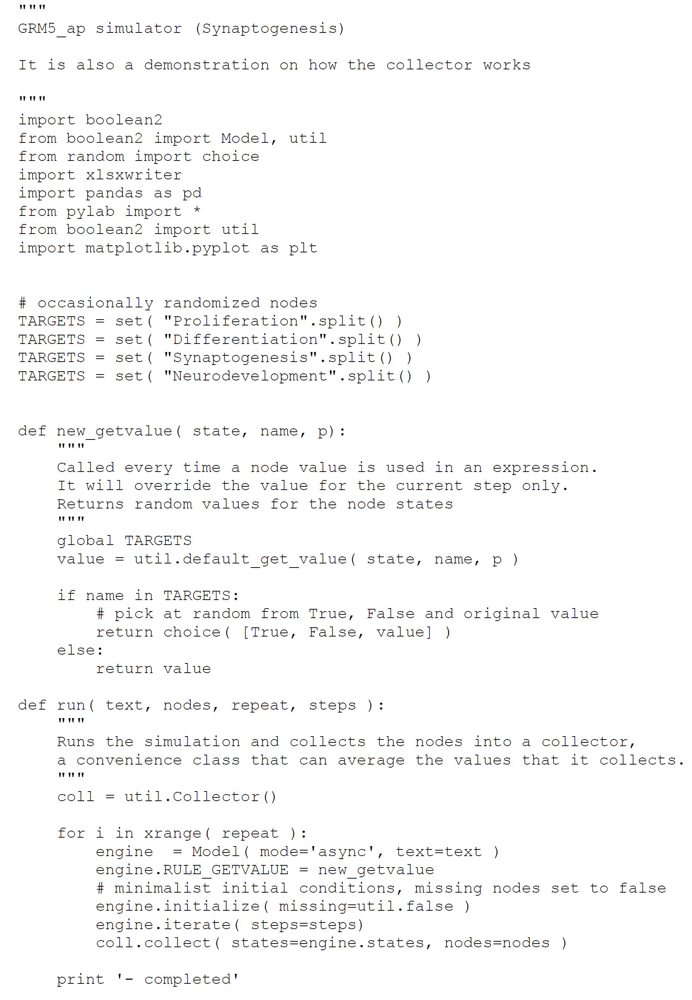 """
GRM5_ap simulator (Synaptogenesis)
It is also a demonstration on how the collector works
"""
import boolean2
from boolean2 import Model, util
from random import choice
import xlsxwriter
import pandas as pd
from pylab import *
from boolean2 import util
import matplotlib.pyplot as plt
# occasionally randomized nodes
TARGETS = set( "Proliferation".split() )
TARGETS = set( "Differentiation".split() )
TARGETS = set( "Synaptogenesis".split() )
TARGETS = set( "Neurodevelopment".split() )
def new_getvalue( state, name, p):
    """
    Called every time a node value is used in an expression.
    It will override the value for the current step only.
    Returns random values for the node states
    """
    global TARGETS
    value = util.default_get_value( state, name, p )
    if name in TARGETS:
        # pick at random from True, False and original value
        return choice( [True, False, value] )
    else:
        return value
def run( text, nodes, repeat, steps ):
    """
    Runs the simulation and collects the nodes into a collector,
    a convenience class that can average the values that it collects.
    """
    coll = util.Collector()
    for i in xrange( repeat ):
        engine  = Model( mode='async', text=text )
        engine.RULE_GETVALUE = new_getvalue
        # minimalist initial conditions, missing nodes set to false
        engine.initialize( missing=util.false )
        engine.iterate( steps=steps)
        coll.collect( states=engine.states, nodes=nodes )
    print '- completed'